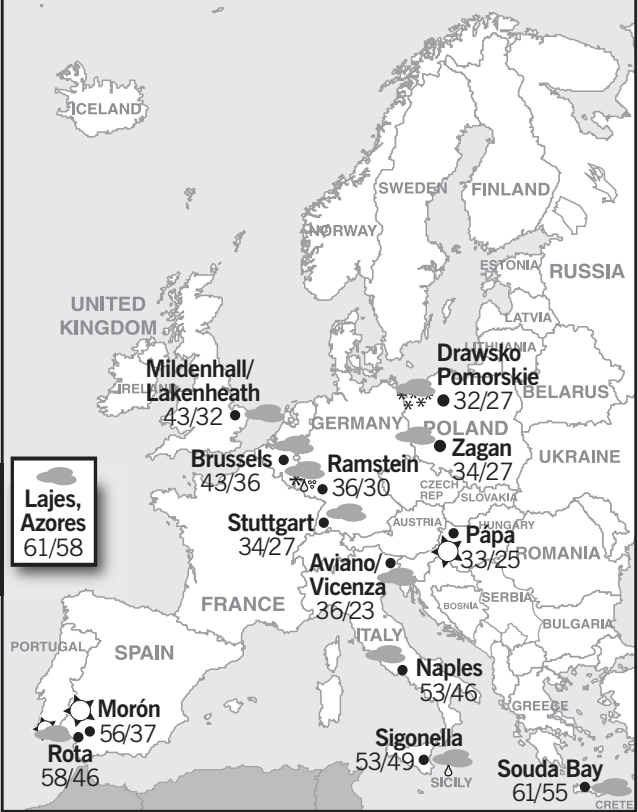 ICELAND
SWEDEN
FINLAND
NORWAY
ESTONIA
RUSSIA
LATVIA
LITHUANIA
UNITED
KINGDOM
IRELAND
Mildenhall/
Lakenheath
43/32
Drawsko
Pomorskie
32/27
BELARUS
GERMANY
POLAND
Zagan
34/27
UKRAINE
Brussels
43/36
Ramstein
36/30
CZECH
REP
SLOVAKIA
Lajes,
Azores
61/58
Stuttgart
34/27
AUSTRIA
HUNGARY
Papa
33/25
ROMANIA
Aviano/
Vicenza
36/23
FRANCE
BOSNIA
SERBIA
BULGARIA
ITALY
PORTUGAL
SPAIN
Naples
53/46
GREECE
Morón
56/37
Rota
58/46
Sigonella
53/49
SICILY
Souda Bay
61/55
CRETE